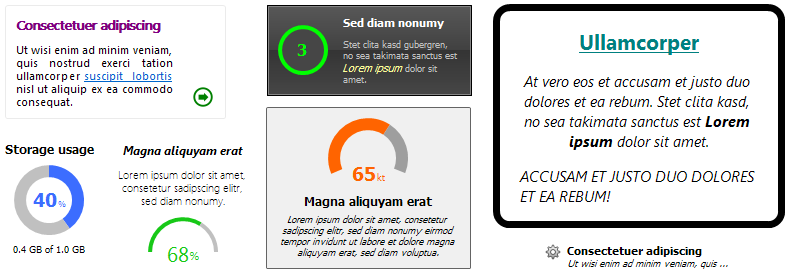 Consectetuer adipiscing
Ut wisi enim ad minim veniam,
quis nostrud exerci tation
ullamcorper suscipit lobortis
nisl ut aliquip ex ea commodo
consequat.
Storage usage
40%
0.4 GB of 1.0 GB
Magna aliquyam erat
Lorem ipsum dolor sit amet,
consetetur sadipscing elitr,
sed diam nonumy.
68%
3
Sed diam nonumy
Stet clita kasd gubergren,
no sea takimata sanctus est
Lorem ipsum dolor sit
amet.
65kt
Magna aliquyam erat
Lorem ipsum dolor sit amet, consetetur
sadipscing elitr, sed diam nonumy eirmod
tempor invidunt ut labore et dolore magna
aliquyam erat, sed diam voluptua.
Ullamcorper
At vero eos et accusam et justo duo
dolores et ea rebum. Stet clita kasd,
no sea takimata sanctus est Lorem
ipsum dolor sit amet.
ACCUSAM ET JUSTO DUO DOLORES
ET EA REBUM!
Consectetuer adipiscing
Ut wisi enim ad minim veniam, quis ...